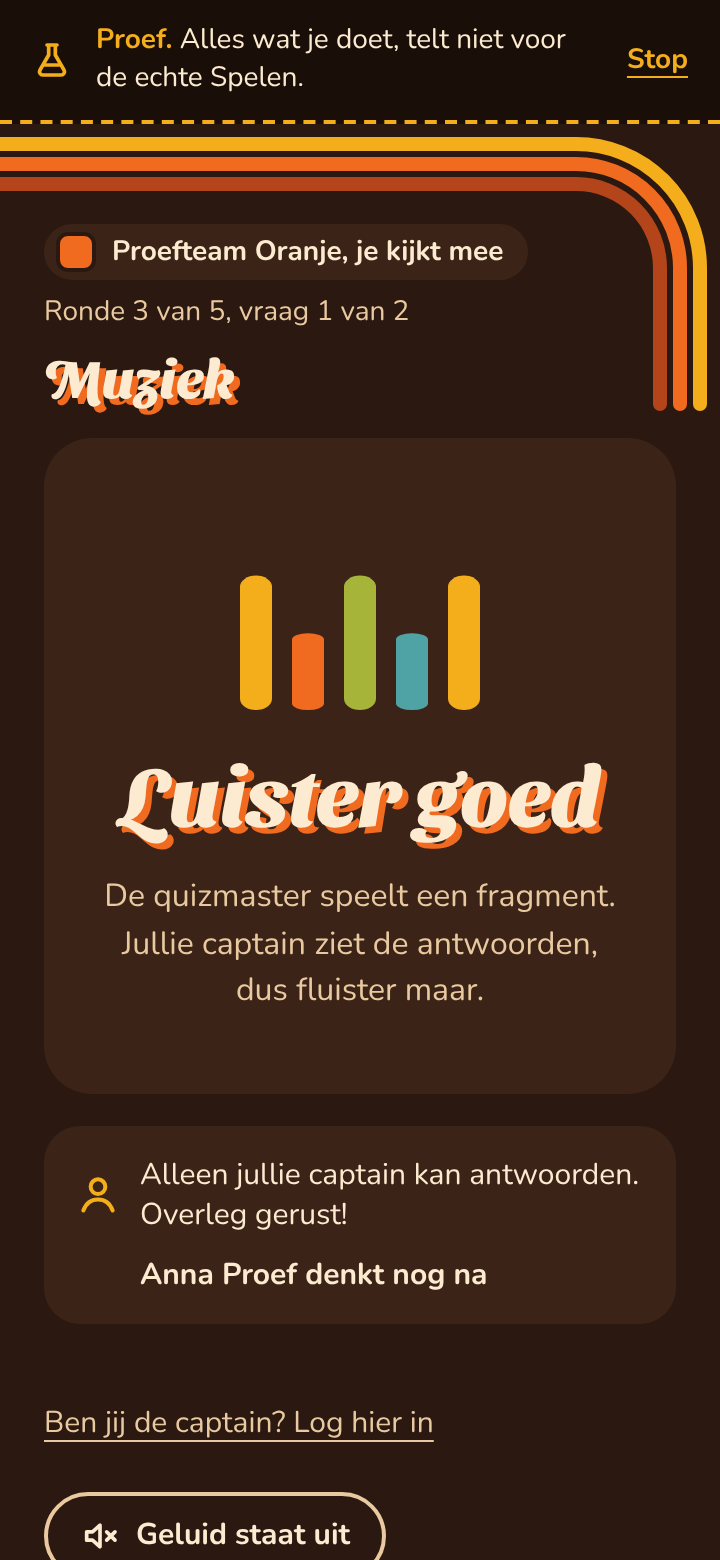 Proef. Alles wat je doet, telt niet voor
de echte Spelen.
Stop
Proefteam Oranje, je kijkt mee
Ronde 3 van 5, vraag 1 van 2
Muziek
Luister goed
De quizmaster speelt een fragment.
Jullie captain ziet de antwoorden,
dus fluister maar.
Alleen jullie captain kan antwoorden.
Overleg gerust!
Anna Proef denkt nog na
Ben jij de captain? Log hier in
Geluid staat uit